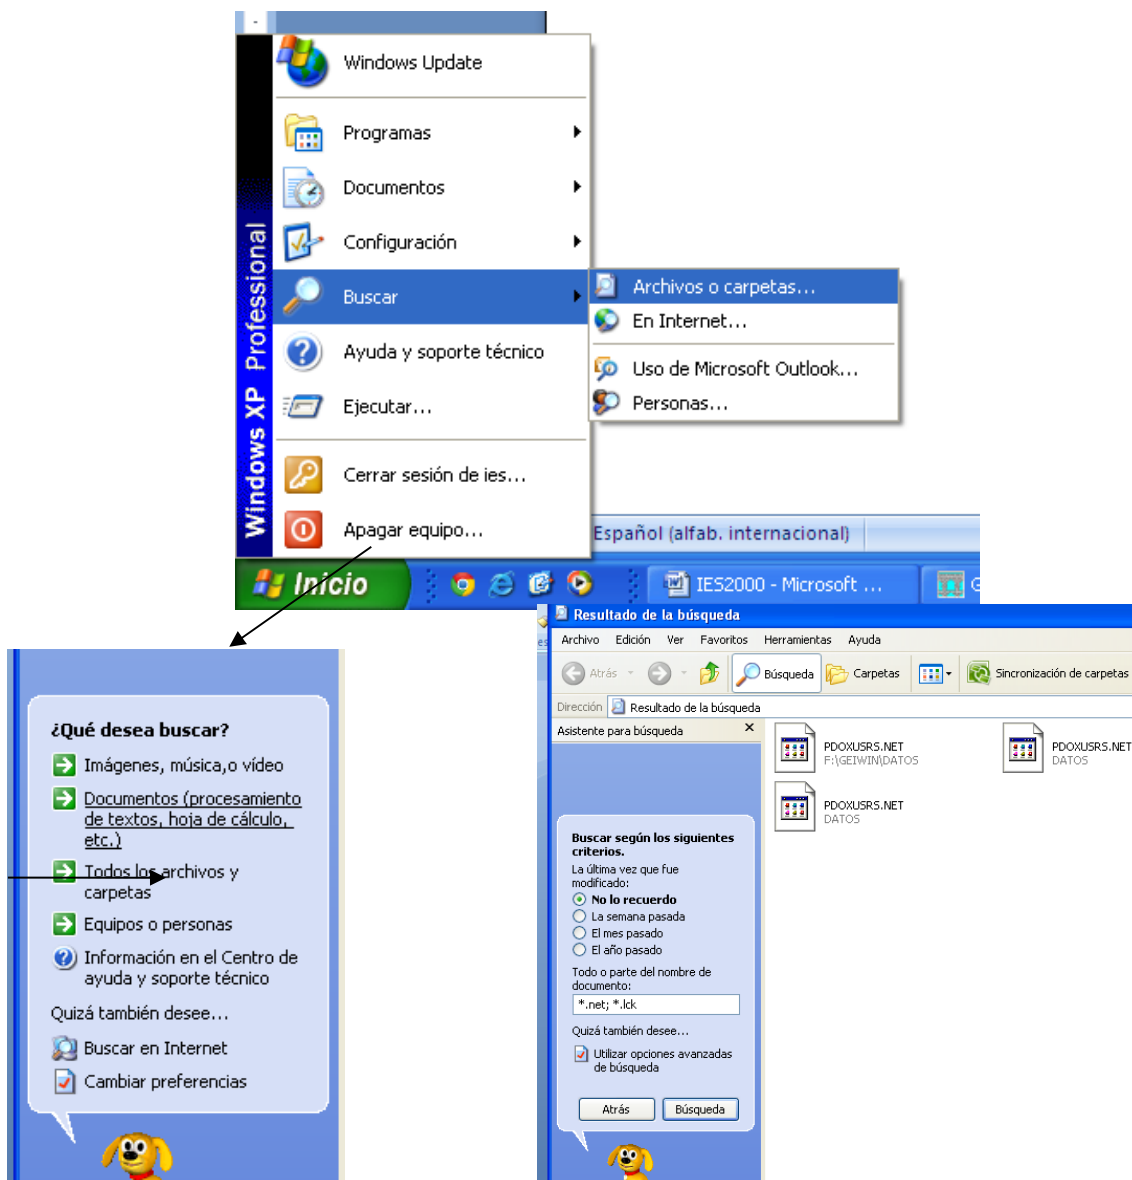 Windows XP Professional
Windows Update
Programas
Documentos
Configuración
Buscar
Ayuda y soporte técnico
Ejecutar...
Cerrar sesión de ies...
Apagar equipo...
Archivos o carpetas...
En Internet...
Uso de Microsoft Outlook...
Personas...
Español (alfab. internacional)
Inicio
IES2000 - Microsoft ...
G
¿Qué desea buscar?
Imágenes, música,o vídeo
Documentos (procesamiento
de textos, hoja de cálculo,
etc.)
Todos los archivos y
carpetas
Equipos o personas
Información en el Centro de
ayuda y soporte técnico
Quizá también desee...
Buscar en Internet
Cambiar preferencias
Resultado de la búsqueda
es
Archivo Edición Ver Favoritos Herramientas Ayuda
Atrás Búsqueda Carpetas Sincronización de carpetas
Dirección Resultado de la búsqueda
Asistente para búsqueda X
PDOXUSRS.NET
F:\GEIWIN\DATOS
PDOXUSRS.NET
DATOS
PDOXUSRS.NET
DATOS
Buscar según los siguientes
criterios.
La última vez que fue
modificado:
No lo recuerdo
La semana pasada
El mes pasado
El año pasado
Todo o parte del nombre de
documento:
*.net; *.lck
Quizá también desee...
Utilizar opciones avanzadas
de búsqueda
Atrás Búsqueda